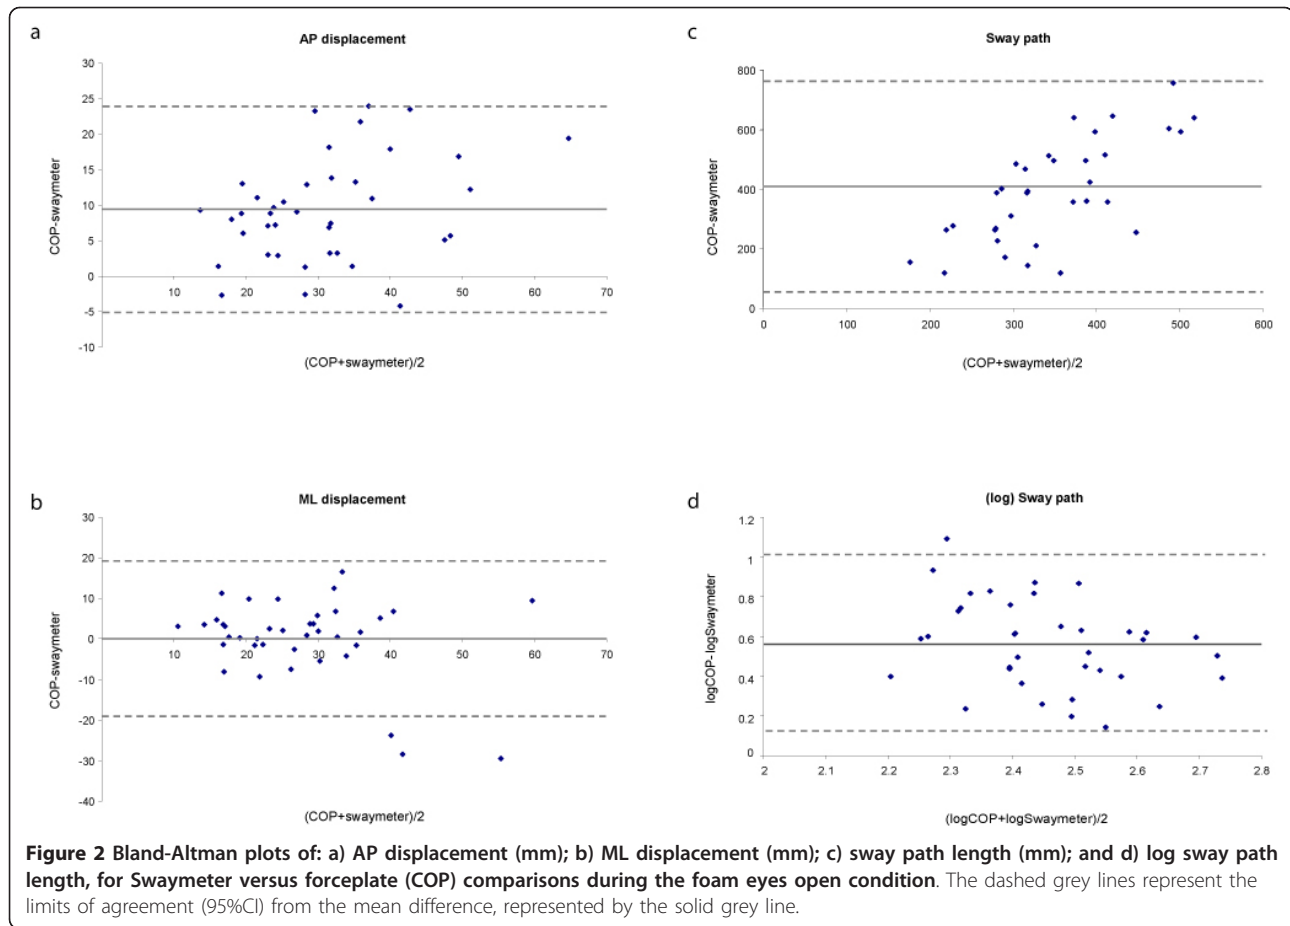 a
AP displacement
30
25
20
15
10
5
0
-5
-10
10 20 30 40 50 60 70
COP-swaymeter
(COP+swaymeter)/2
c
Sway path
800
600
400
200
0
0 100 200 300 400 500 600
COP-swaymeter
(COP+swaymeter)/2
b
ML displacement
30
20
10
0
-10
-20
-30
-40
10 20 30 40 50 60 70
COP-swaymeter
(COP+swaymeter)/2
d
(log) Sway path
1.2
1
0.8
0.6
0.4
0.2
0
2 2.1 2.2 2.3 2.4 2.5 2.6 2.7 2.8
logCOP-logSwaymeter
(logCOP+logSwaymeter)/2
Figure 2 Bland-Altman plots of: a) AP displacement (mm); b) ML displacement (mm); c) sway path length (mm); and d) log sway path
length, for Swaymeter versus forceplate (COP) comparisons during the foam eyes open condition. The dashed grey lines represent the
limits of agreement (95%CI) from the mean difference, represented by the solid grey line.